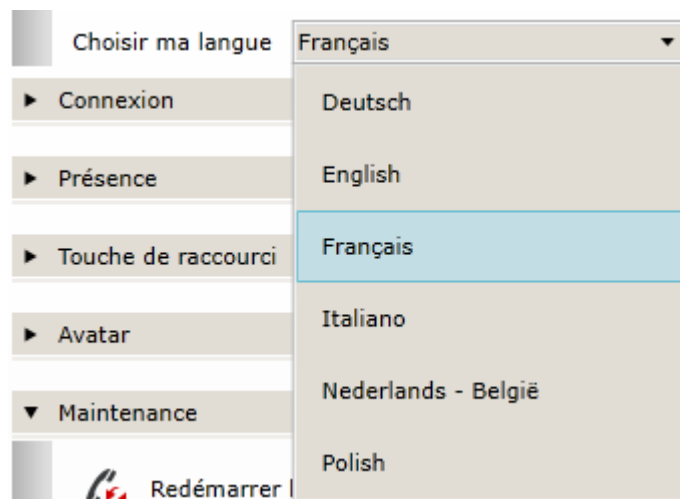 Choisir ma langue Français
Connexion
Deutsch
Présence
English
Touche de raccourci
Français
Avatar
Italiano
Maintenance
Nederlands - België
Polish
Redémarrer